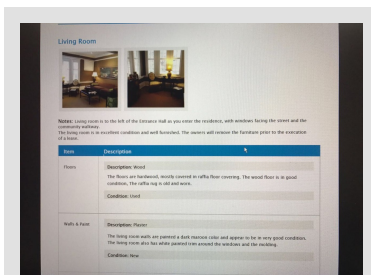 Living Room
Notes: Living room is to the left of the Entrance Hall as you enter the residence, with windows facing the street and the
community walkway.
The living room is in excellent condition and well furnished. The owners will remove the furniture prior to the execution
of a lease.
Item Description
Floors Description: Wood
The floors are hardwood, mostly covered in raffia floor covering. The wood floor is in good
condition, The raffia rug is old and worn.
Condition: Used
Walls & Paint Description: Plaster
The living room walls are painted a dark maroon color and appear to be in very good condition.
The living room also has white painted trim around the windows and the molding.
Condition: New